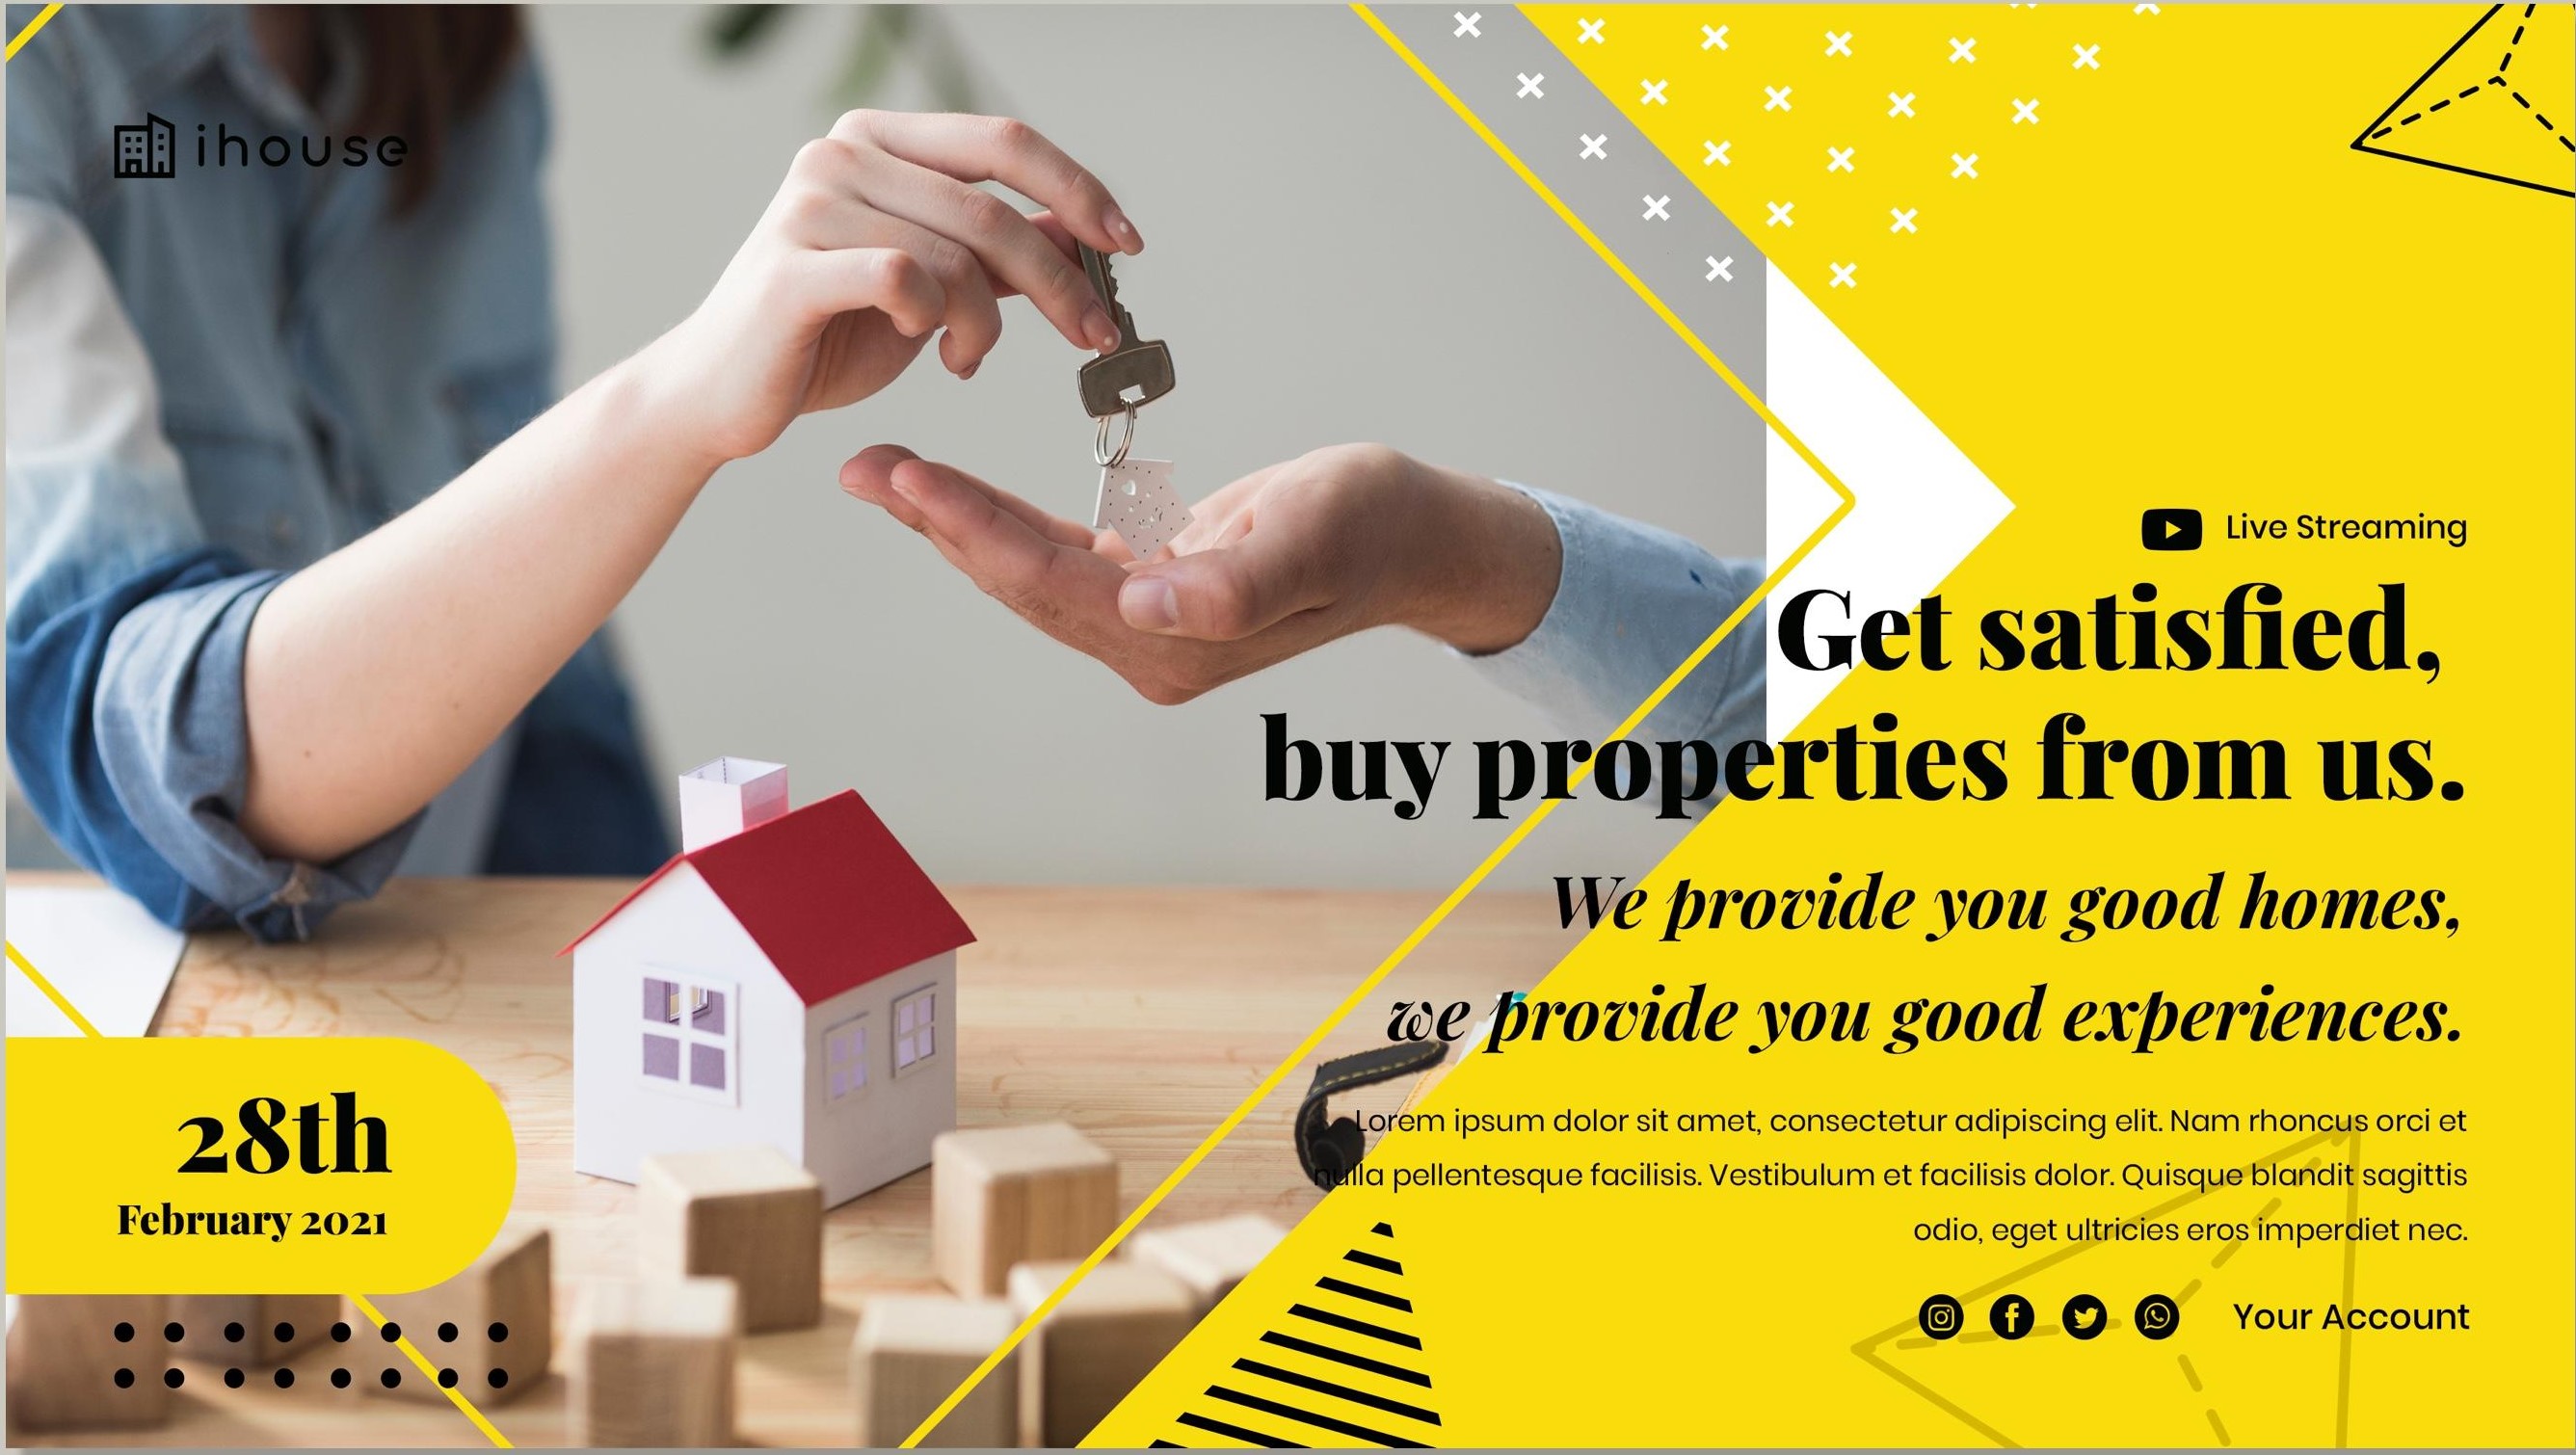 ihouse
Live Streaming
Get satisfied,
buy properties from us.
We provide you good homes,
we provide you good experiences.
Lorem ipsum dolor sit amet, consectetur adipiscing elit. Nam rhoncus orci et
nulla pellentesque facilisis. Vestibulum et facilisis dolor. Quisque blandit sagittis
odio, eget ultricies eros imperdiet nec.
Your Account
28th
February 2021